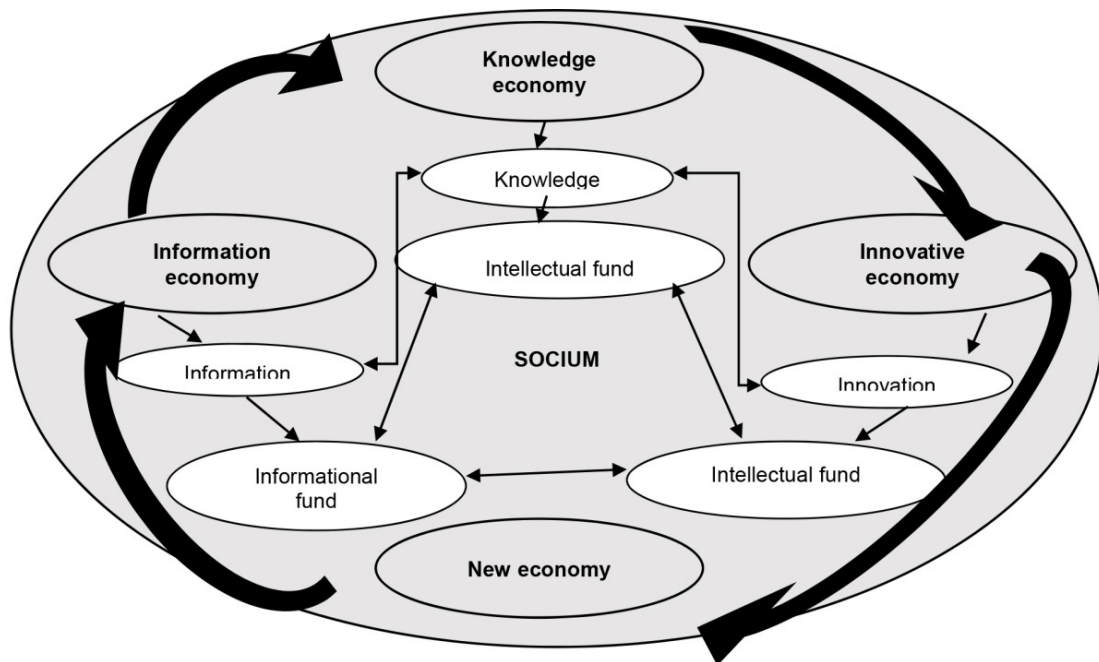 Knowledge
economy
Knowledge
Intellectual fund
Information
economy
Innovative
economy
SOCIUM
Information
Innovation
Informational
fund
Intellectual fund
New economy